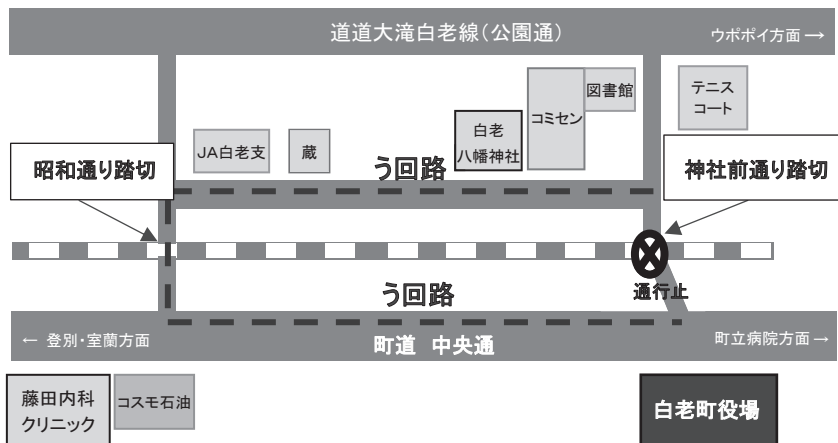 道道大滝白老線（公園通）
ウポポイ方面 →
図書館
テニス
コート
コミセン
白老
八幡神社
JA白老支
蔵
昭和通り踏切
う回路
神社前通り踏切
う回路
通行止
← 登別・室蘭方面
町道 中央通
町立病院方面 →
藤田内科
クリニック
コスモ石油
白老町役場